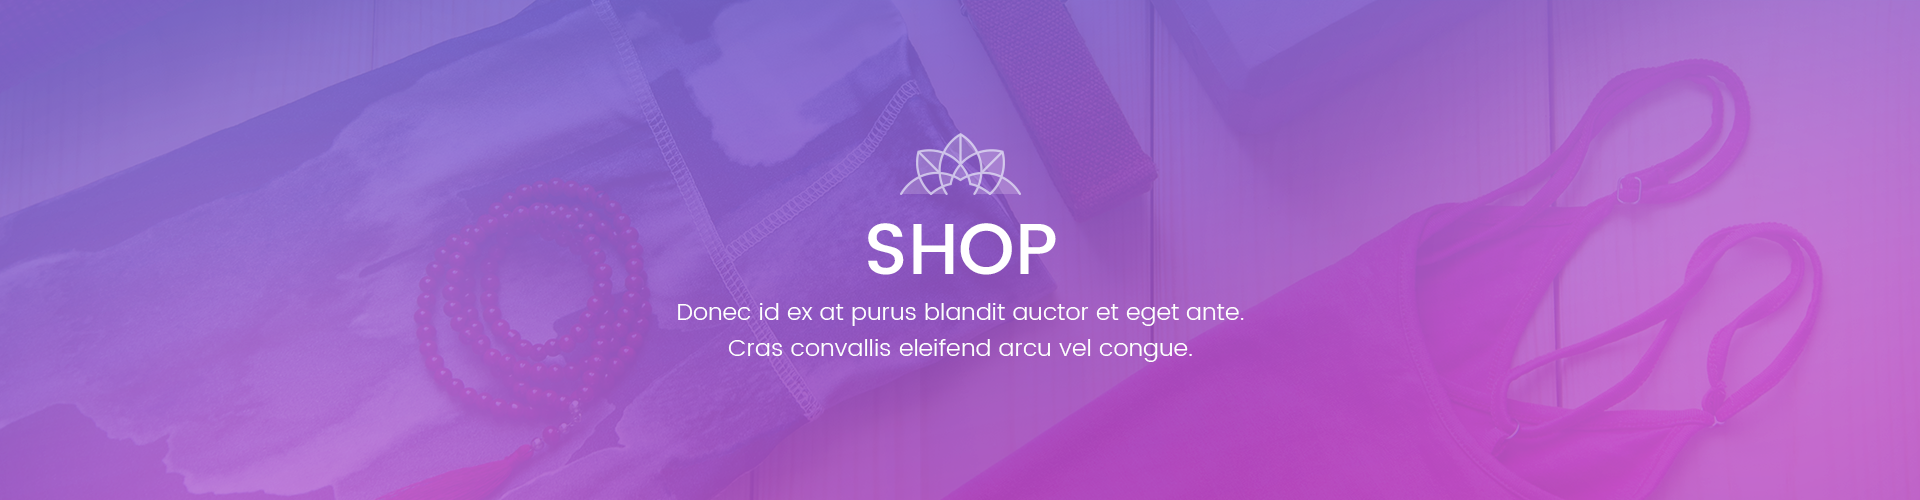 SHOP
Donec id ex at purus blandit auctor et eget ante.
Cras convallis eleifend arcu vel congue.